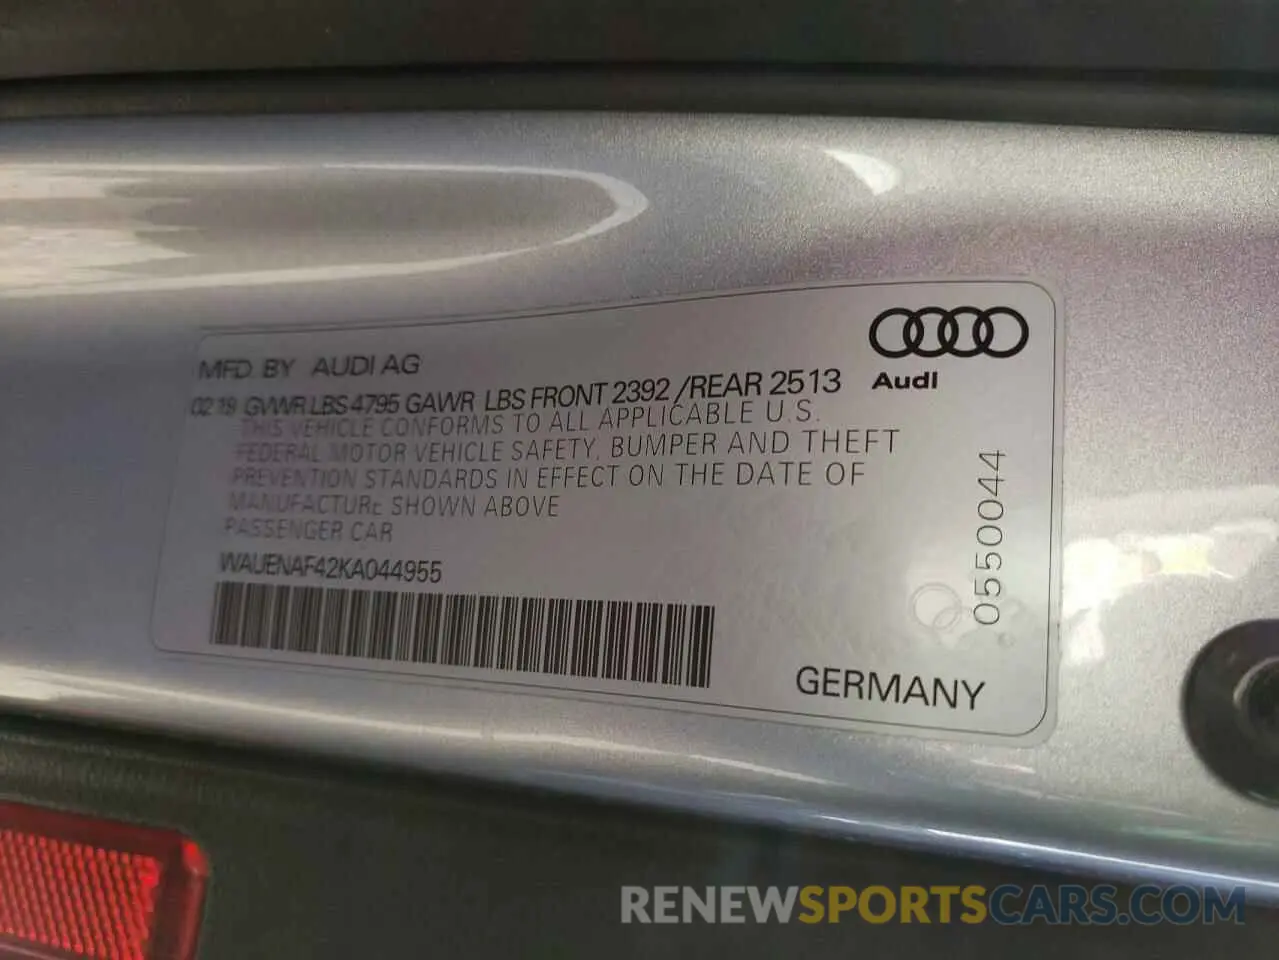 MFD BY AUDI AG
Audi
02 19 GVWR LBS 4795 GAWR LBS FRONT 2392 /REAR 2513
THIS VEHICLE CONFORMS TO ALL APPLICABLE U.S.
FEDERAL MOTOR VEHICLE SAFETY, BUMPER AND THEFT
PREVENTION STANDARDS IN EFFECT ON THE DATE OF
MANUFACTURE SHOWN ABOVE
PASSENGER CAR
WAUENAF42KA044955
0550044
GERMANY
RENEWSPORTSCARS.COM